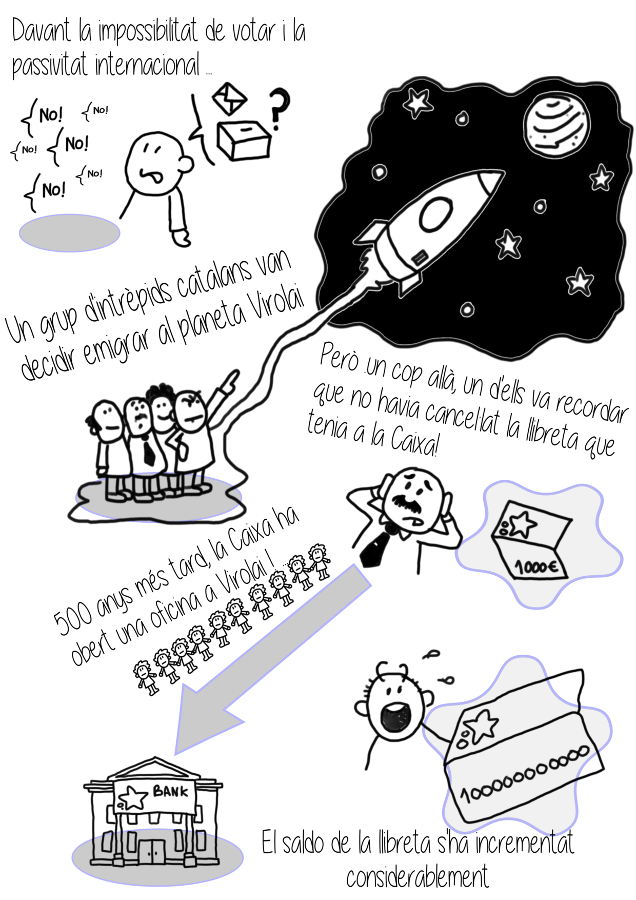 Davant la impossibilitat de votar i la
passivitat internacional ...
No!
No!
No!
No!
No!
No!
?
Un grup d'intrèpids catalans van
decidir emigrar al planeta Virolai
Però un cop allà, un d'ells va recordar
que no havia cancel·lat la llibreta que
tenia a la Caixa!
1000€
500 anys més tard, la Caixa ha
obert una oficina a Virolai !
BANK
100000000000
El saldo de la llibreta s'ha incrementat
considerablement